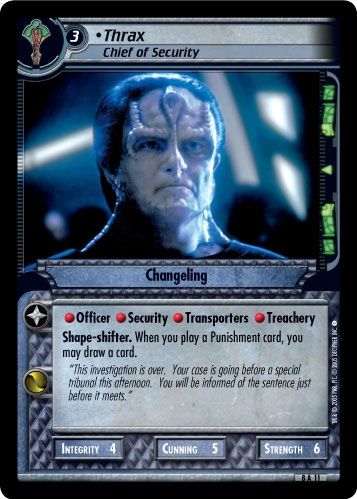 3 • Thrax
Chief of Security
Changeling
Officer Security Transporters Treachery
Shape-shifter. When you play a Punishment card, you
may draw a card.
"This investigation is over. Your case is going before a special
tribunal this afternoon. You will be informed of the sentence just
before it meets."
INTEGRITY 4 CUNNING 5 STRENGTH 6
8 A 11